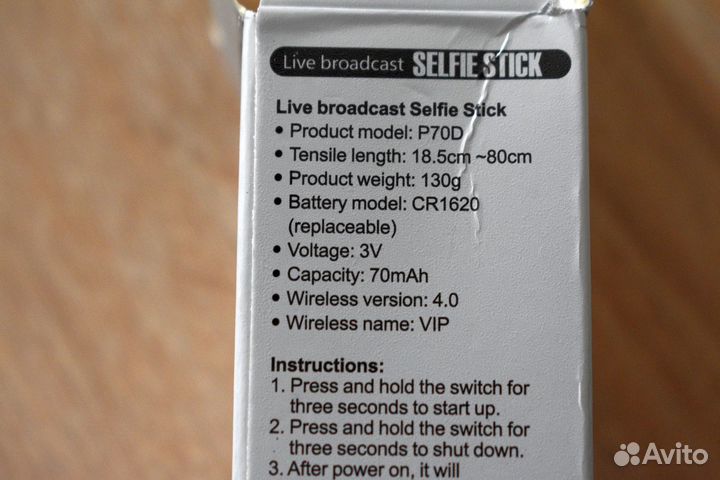 Live broadcast SELFIE STICK
Live broadcast Selfie Stick
• Product model: P70D
• Tensile length: 18.5cm ~80cm
• Product weight: 130g
• Battery model: CR1620
(replaceable)
• Voltage: 3V
• Capacity: 70mAh
• Wireless version: 4.0
• Wireless name: VIP
Instructions:
1. Press and hold the switch for
three seconds to start up.
2. Press and hold the switch for
three seconds to shut down.
3. After power on, it will
Avito